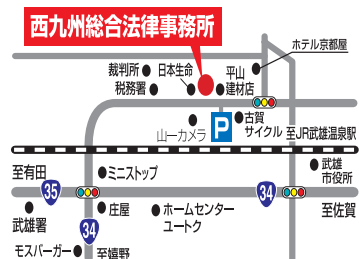 西九州総合法律事務所
ホテル京都屋
裁判所
日本生命
平山
建材店
税務署
山一カメラ
P
古賀
サイクル
至JR武雄温泉駅
至有田
ミニストップ
武雄
市役所
35
34
武雄署
庄屋
ホームセンター
ユートク
至佐賀
34
モスバーガー
至嬉野